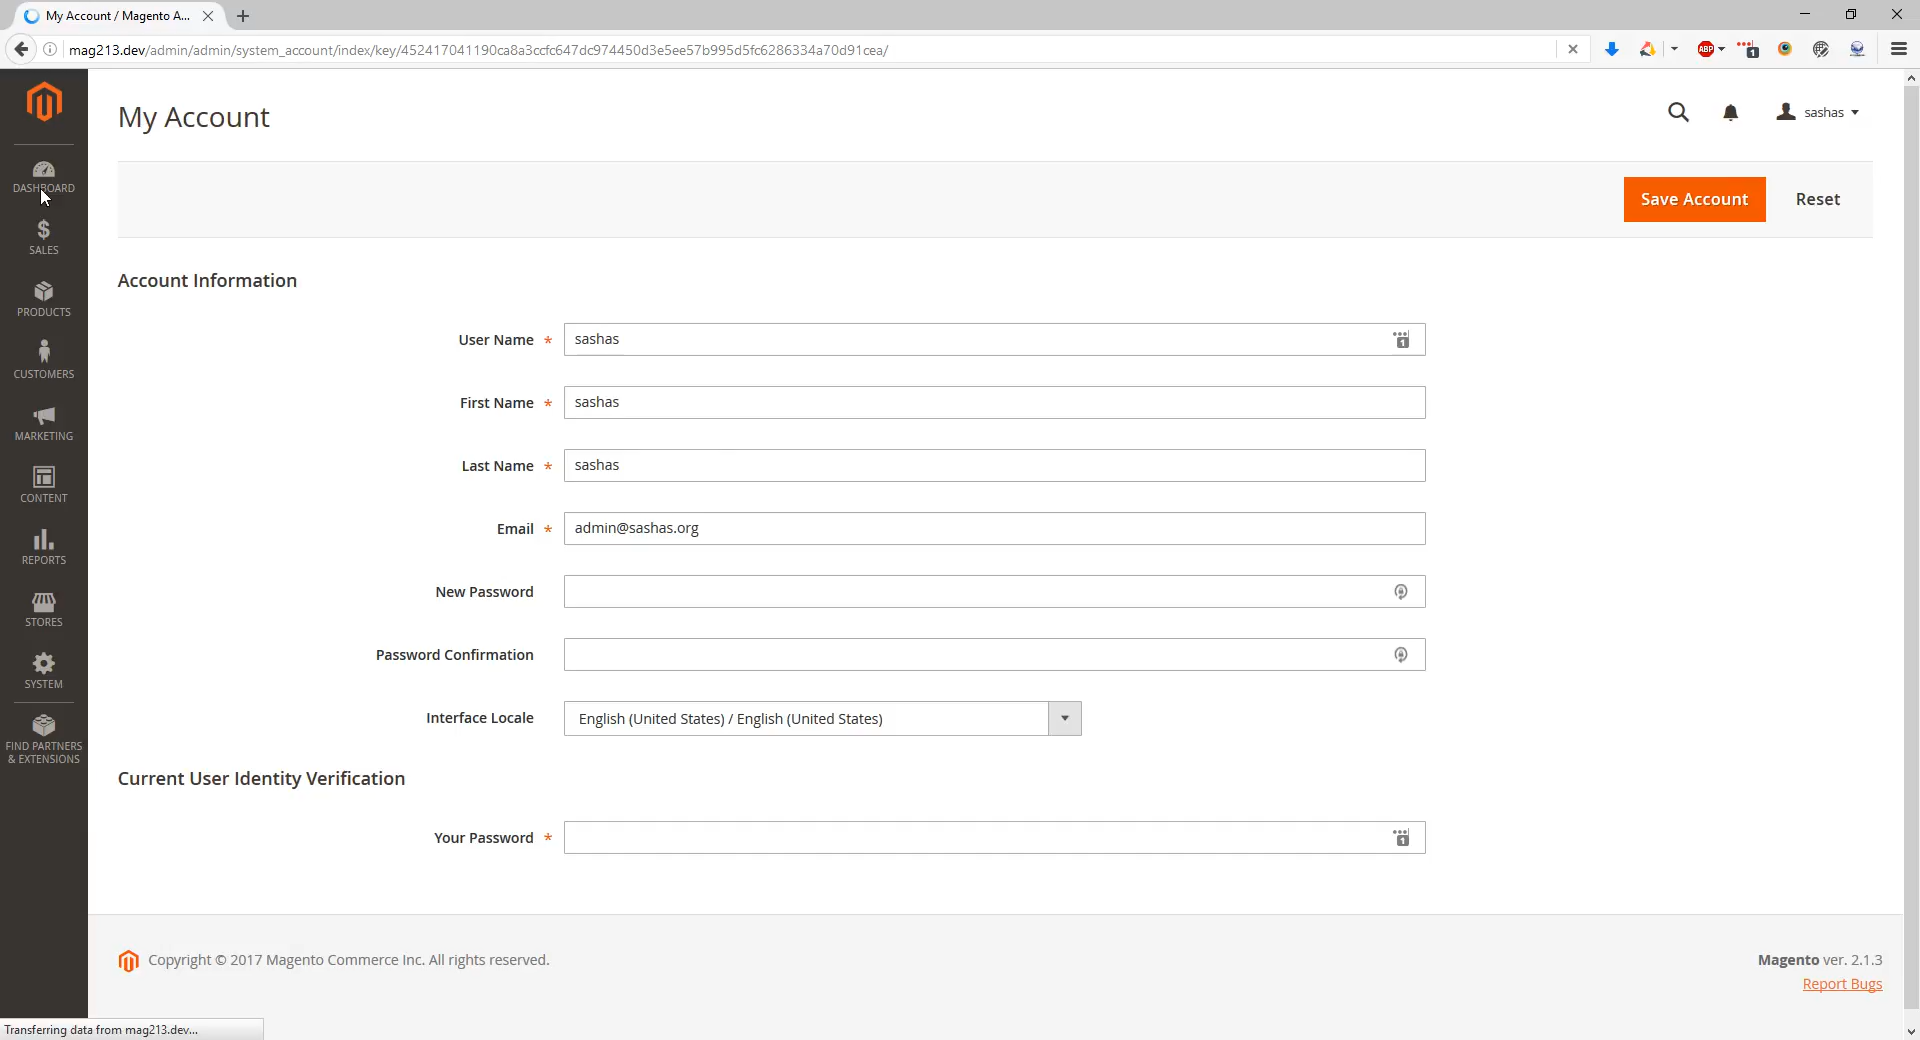 My Account / Magento A...
mag213.dev/admin/admin/system_account/index/key/452417041190ca8a3ccfc647dc974450d3e5ee57b995d5fc6286334a70d91cea/
ABP
1
My Account
sashas
DASHBOARD
SALES
PRODUCTS
CUSTOMERS
MARKETING
CONTENT
REPORTS
STORES
SYSTEM
FIND PARTNERS
& EXTENSIONS
Save Account
Reset
Account Information
User Name *
sashas
1
First Name *
sashas
Last Name *
sashas
Email *
admin@sashas.org
New Password
Password Confirmation
Interface Locale
English (United States) / English (United States)
Current User Identity Verification
Your Password *
1
Copyright © 2017 Magento Commerce Inc. All rights reserved.
Magento ver. 2.1.3
Report Bugs
Transferring data from mag213.dev...